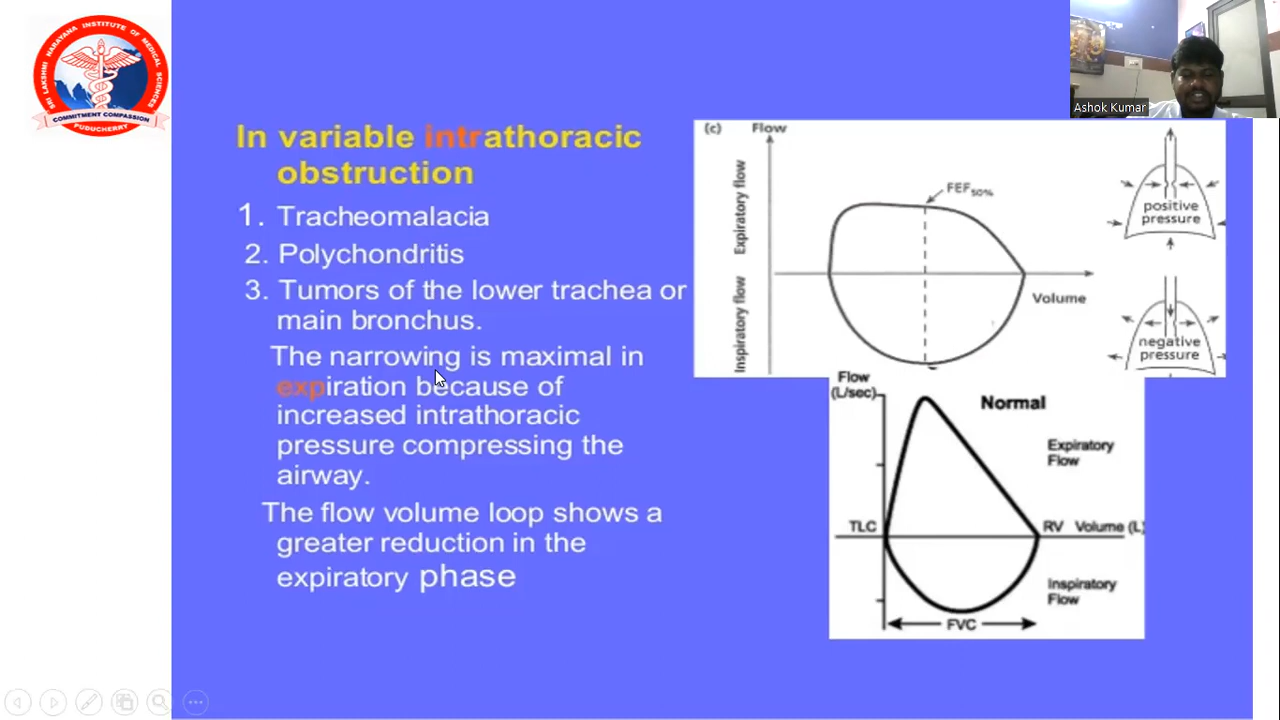 SRI LAKSHMI NARAYANA INSTITUTE OF MEDICAL SCIENCES
COMMITMENT COMPASSION
PUDUCHERRY
Ashok Kumar
In variable intrathoracic
obstruction
1. Tracheomalacia
2. Polychondritis
3. Tumors of the lower trachea or
main bronchus.
The narrowing is maximal in
expiration because of
increased intrathoracic
pressure compressing the
airway.
The flow volume loop shows a
greater reduction in the
expiratory phase
(c) Flow
Expiratory flow
Inspiratory flow
FEF50%
Volume
positive
pressure
negative
pressure
Flow
(L/sec)
Normal
Expiratory
Flow
TLC
RV Volume (L)
Inspiratory
Flow
FVC